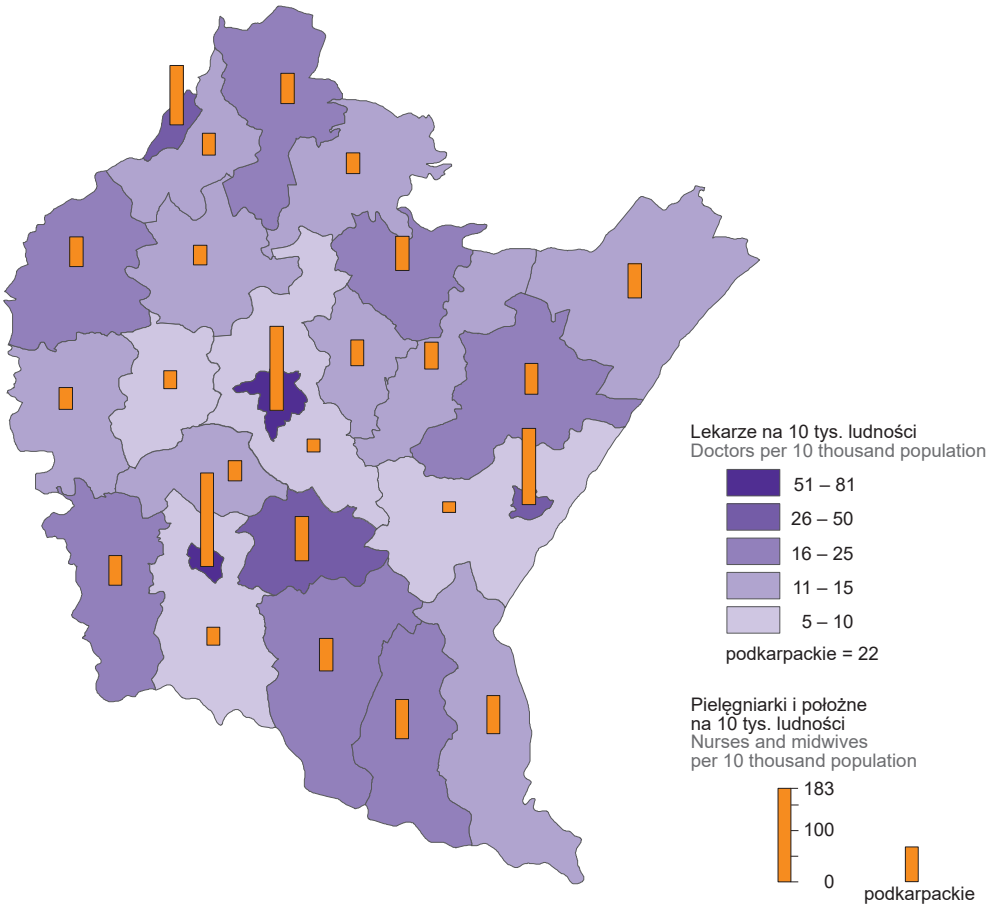 Lekarze na 10 tys. ludności
Doctors per 10 thousand population
51 – 81
26 – 50
16 – 25
11 – 15
5 – 10
podkarpackie = 22
Pielęgniarki i położne
na 10 tys. ludności
Nurses and midwives
per 10 thousand population
183
100
0
podkarpackie